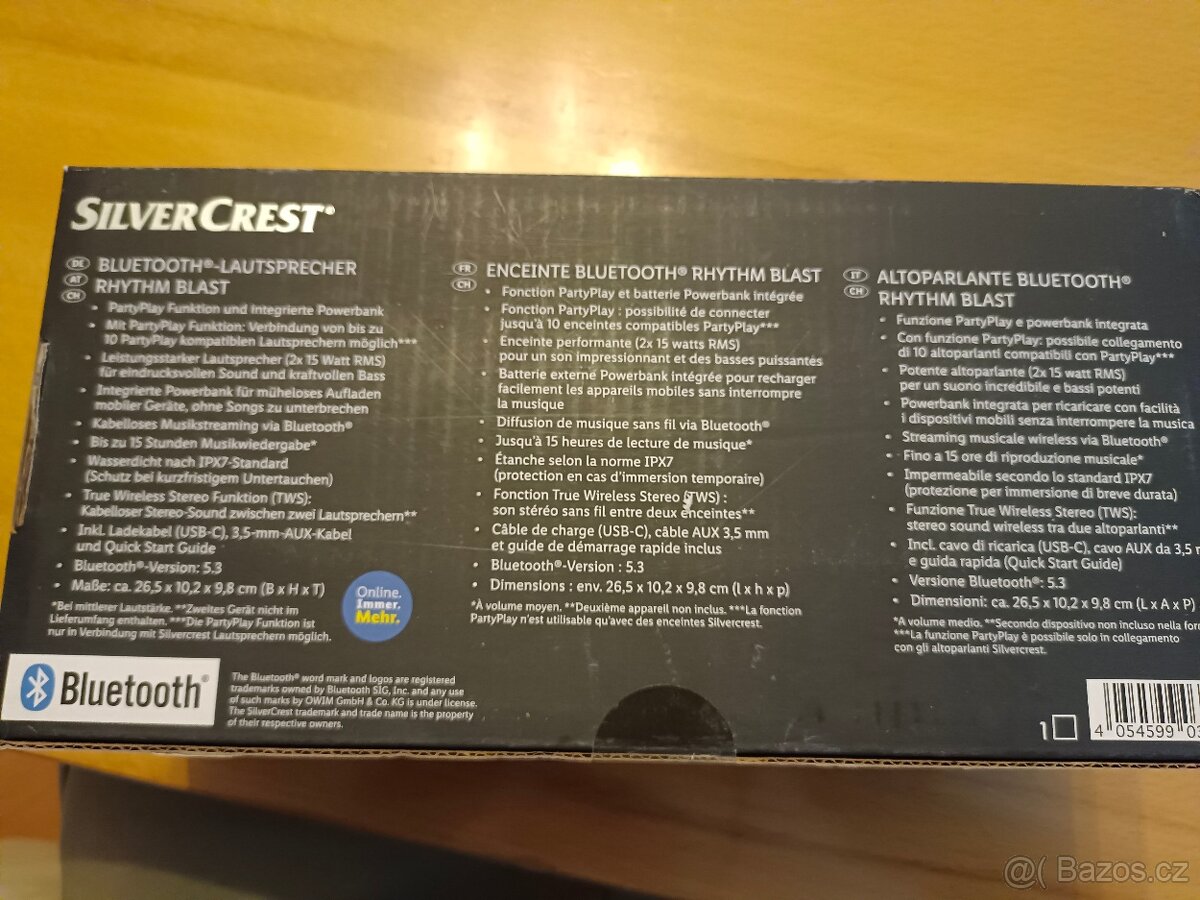 SILVERCREST®
DE AT CH
BLUETOOTH®-LAUTSPRECHER
RHYTHM BLAST
• PartyPlay Funktion und Integrierte Powerbank
• Mit PartyPlay Funktion: Verbindung von bis zu
10 PartyPlay kompatiblen Lautsprechern möglich***
• Leistungsstarker Lautsprecher (2x 15 Watt RMS)
für eindrucksvollen Sound und kraftvollen Bass
• Integrierte Powerbank für müheloses Aufladen
mobiler Geräte, ohne Songs zu unterbrechen
• Kabelloses Musikstreaming via Bluetooth®
• Bis zu 15 Stunden Musikwiedergabe*
• Wasserdicht nach IPX7-Standard
(Schutz bei kurzfristigem Untertauchen)
• True Wireless Stereo Funktion (TWS):
Kabelloser Stereo-Sound zwischen zwei Lautsprechern**
• Inkl. Ladekabel (USB-C), 3,5-mm-AUX-Kabel
und Quick Start Guide
• Bluetooth®-Version: 5.3
• Maße: ca. 26,5 x 10,2 x 9,8 cm (B x H x T)
*Bei mittlerer Lautstärke. **Zweites Gerät nicht im
Lieferumfang enthalten. ***Die PartyPlay Funktion ist
nur in Verbindung mit Silvercrest Lautsprechern möglich.
Online.
Immer.
Mehr.
FR CH
ENCEINTE BLUETOOTH® RHYTHM BLAST
• Fonction PartyPlay et batterie Powerbank intégrée
• Fonction PartyPlay : possibilité de connecter
jusqu'à 10 enceintes compatibles PartyPlay***
• Enceinte performante (2x 15 watts RMS)
pour un son impressionnant et des basses puissantes
• Batterie externe Powerbank intégrée pour recharger
facilement les appareils mobiles sans interrompre
la musique
• Diffusion de musique sans fil via Bluetooth®
• Jusqu'à 15 heures de lecture de musique*
• Étanche selon la norme IPX7
(protection en cas d'immersion temporaire)
• Fonction True Wireless Stereo (TWS) :
son stéréo sans fil entre deux enceintes**
• Câble de charge (USB-C), câble AUX 3,5 mm
et guide de démarrage rapide inclus
• Bluetooth®-Version : 5.3
• Dimensions : env. 26,5 x 10,2 x 9,8 cm (l x h x p)
*À volume moyen. **Deuxième appareil non inclus. ***La fonction
PartyPlay n'est utilisable qu'avec des enceintes Silvercrest.
IT CH
ALTOPARLANTE BLUETOOTH®
RHYTHM BLAST
• Funzione PartyPlay e powerbank integrata
• Con funzione PartyPlay: possibile collegamento
di 10 altoparlanti compatibili con PartyPlay***
• Potente altoparlante (2x 15 watt RMS)
per un suono incredibile e bassi potenti
• Powerbank integrata per ricaricare con facilità
i dispositivi mobili senza interrompere la musica
• Streaming musicale wireless via Bluetooth®
• Fino a 15 ore di riproduzione musicale*
• Impermeabile secondo lo standard IPX7
(protezione per immersione di breve durata)
• Funzione True Wireless Stereo (TWS):
stereo sound wireless tra due altoparlanti**
• Incl. cavo di ricarica (USB-C), cavo AUX da 3,5
e guida rapida (Quick Start Guide)
• Versione Bluetooth®: 5.3
• Dimensioni: ca. 26,5 x 10,2 x 9,8 cm (L x A x P)
*A volume medio. **Secondo dispositivo non incluso nella
***La funzione PartyPlay è possibile solo in collegamento
con gli altoparlanti Silvercrest.
Bluetooth®
The Bluetooth® word mark and logos are registered
trademarks owned by Bluetooth SIG, Inc. and any use
of such marks by OWIM GmbH & Co. KG is under license.
The SilverCrest trademark and trade name is the property
of their respective owners.
1
4 054599 03
@( Bazos.cz